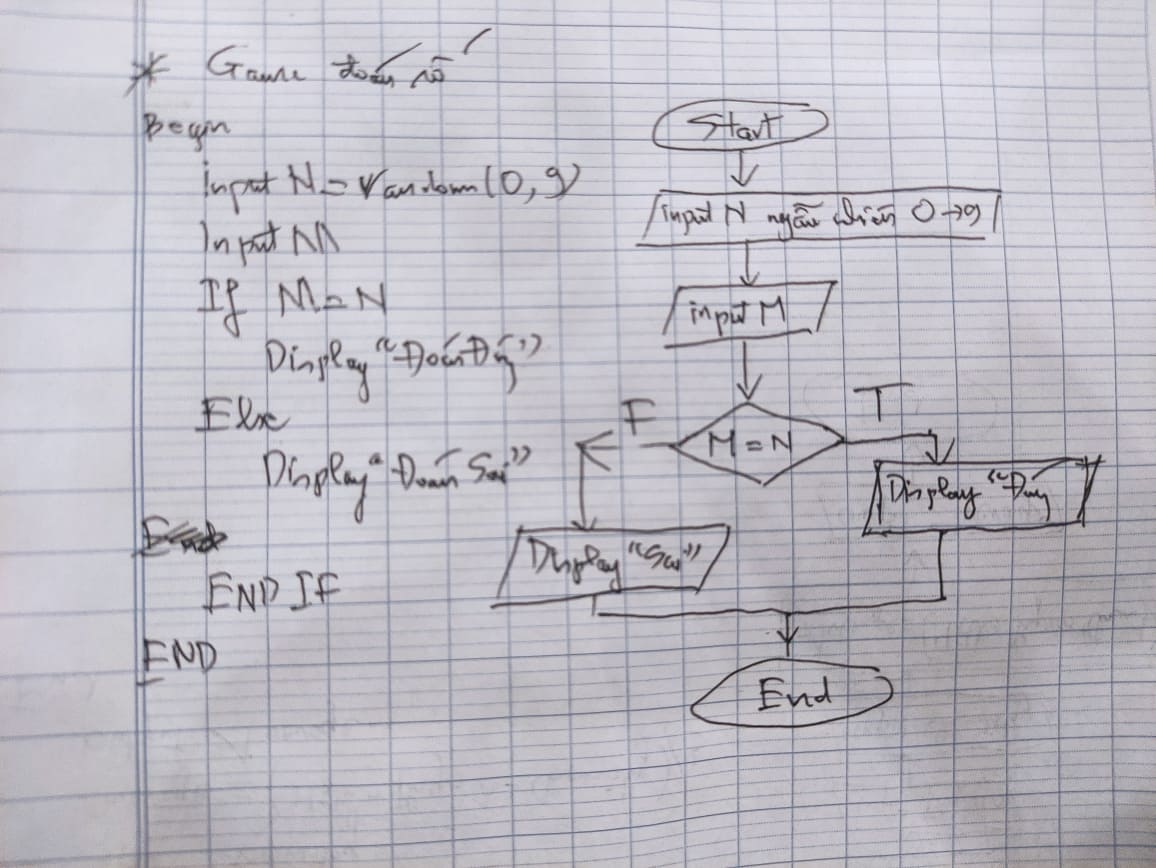 * Game đoán số
Begin
input N = random(0,9)
Input M
If M = N
Display "Đoán Đúng"
Else
Display "Đoán Sai"
END IF
END
Start
input N ngẫu nhiên 0→9
input M
M = N
F
T
Display "Sai"
Display "Đúng
End